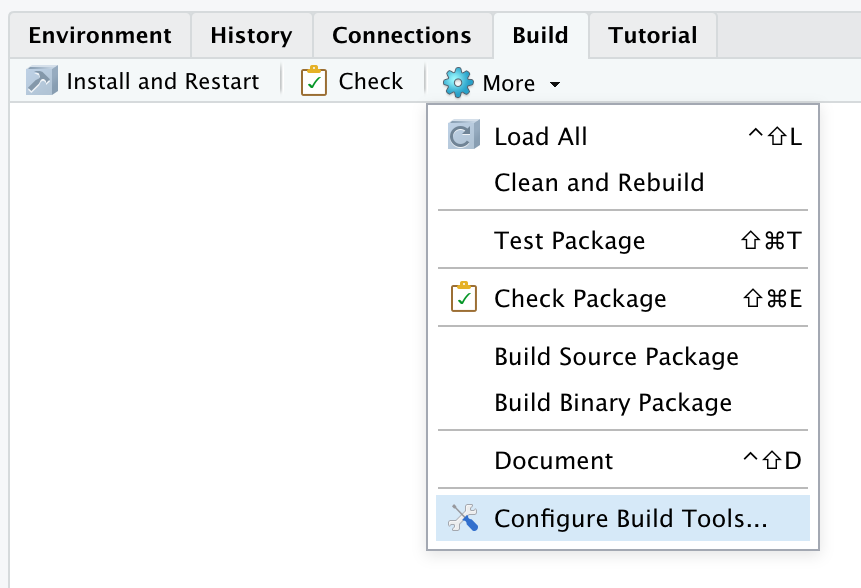 Environment History Connections Build Tutorial
Install and Restart Check More
Load All ^⇧L
Clean and Rebuild
Test Package ⇧⌘T
Check Package ⇧⌘E
Build Source Package
Build Binary Package
Document ^⇧D
Configure Build Tools...